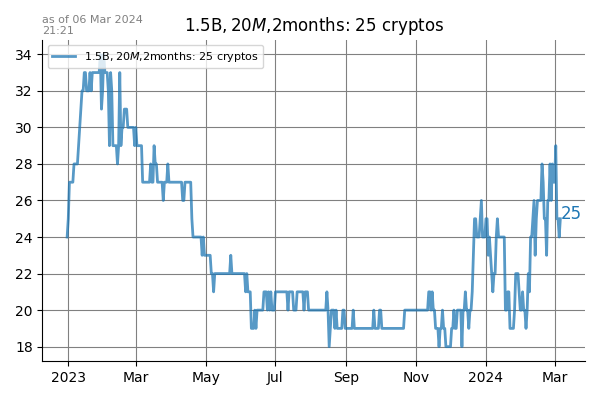 as of 06 Mar 2024
21:21
1.5B, 20M,2months: 25 cryptos
1.5B, 20M,2months: 25 cryptos
34
32
30
28
26
25
24
22
20
18
2023
Mar
May
Jul
Sep
Nov
2024
Mar